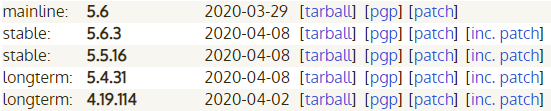 mainline: 5.6 2020-03-29 [tarball] [pgp] [patch]
stable: 5.6.3 2020-04-08 [tarball] [pgp] [patch] [inc. patch]
stable: 5.5.16 2020-04-08 [tarball] [pgp] [patch] [inc. patch]
longterm: 5.4.31 2020-04-08 [tarball] [pgp] [patch] [inc. patch]
longterm: 4.19.114 2020-04-02 [tarball] [pgp] [patch] [inc. patch]